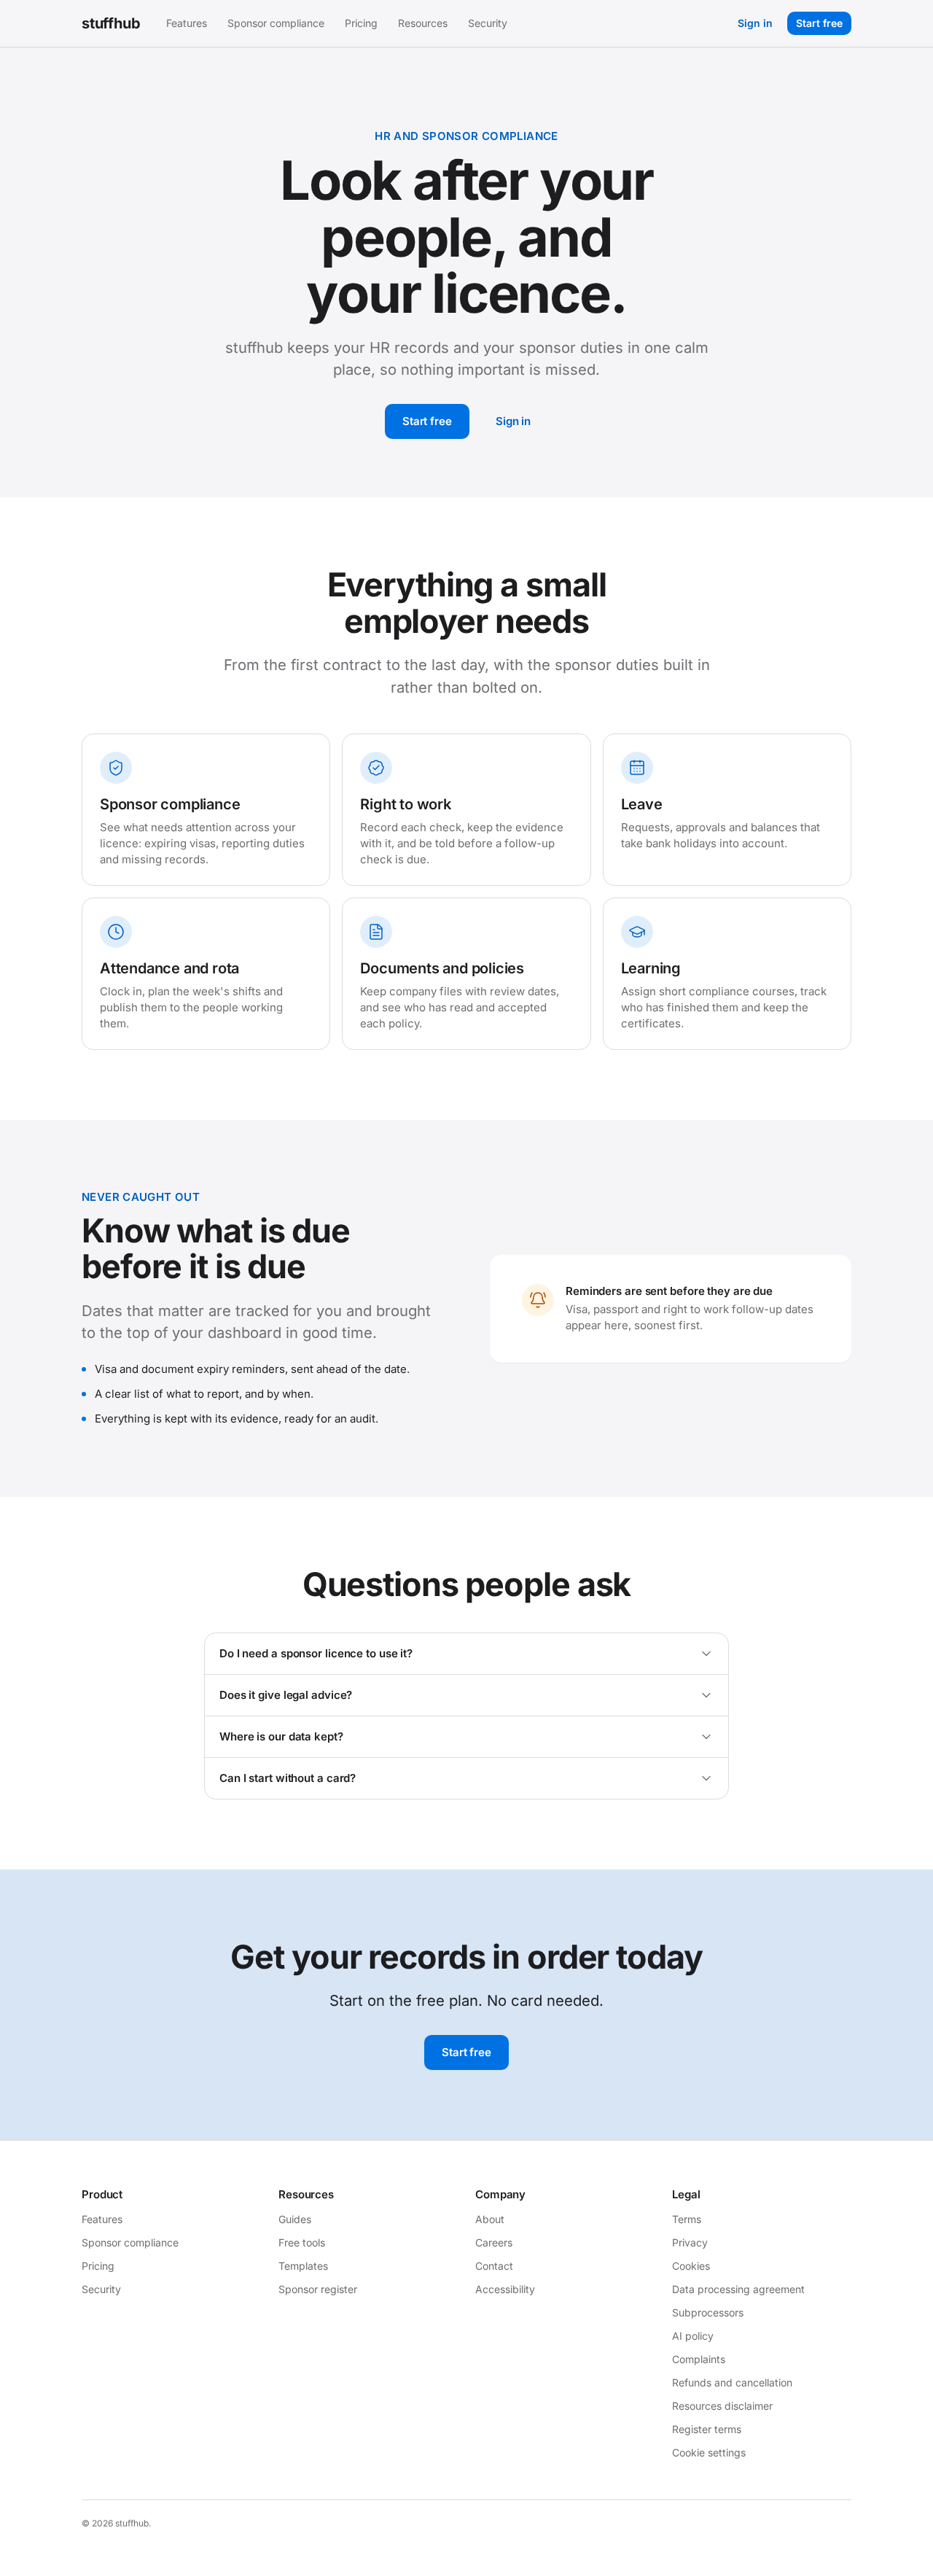 stuffhub
Features
Sponsor compliance
Pricing
Resources
Security
Sign in
Start free
HR AND SPONSOR COMPLIANCE
Look after your
people, and
your licence.
stuffhub keeps your HR records and your sponsor duties in one calm
place, so nothing important is missed.
Start free
Sign in
Everything a small
employer needs
From the first contract to the last day, with the sponsor duties built in
rather than bolted on.
Sponsor compliance
See what needs attention across your
licence: expiring visas, reporting duties
and missing records.
Right to work
Record each check, keep the evidence
with it, and be told before a follow-up
check is due.
Leave
Requests, approvals and balances that
take bank holidays into account.
Attendance and rota
Clock in, plan the week's shifts and
publish them to the people working
them.
Documents and policies
Keep company files with review dates,
and see who has read and accepted
each policy.
Learning
Assign short compliance courses, track
who has finished them and keep the
certificates.
NEVER CAUGHT OUT
Know what is due
before it is due
Dates that matter are tracked for you and brought
to the top of your dashboard in good time.
Visa and document expiry reminders, sent ahead of the date.
A clear list of what to report, and by when.
Everything is kept with its evidence, ready for an audit.
Reminders are sent before they are due
Visa, passport and right to work follow-up dates
appear here, soonest first.
Questions people ask
Do I need a sponsor licence to use it?
Does it give legal advice?
Where is our data kept?
Can I start without a card?
Get your records in order today
Start on the free plan. No card needed.
Start free
Product
Features
Sponsor compliance
Pricing
Security
Resources
Guides
Free tools
Templates
Sponsor register
Company
About
Careers
Contact
Accessibility
Legal
Terms
Privacy
Cookies
Data processing agreement
Subprocessors
AI policy
Complaints
Refunds and cancellation
Resources disclaimer
Register terms
Cookie settings
© 2026 stuffhub.